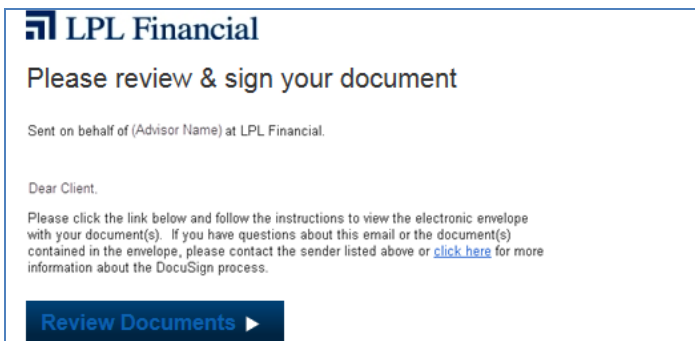 LPL Financial
Please review & sign your document
Sent on behalf of (Advisor Name) at LPL Financial.
Dear Client,
Please click the link below and follow the instructions to view the electronic envelope
with your document(s). If you have questions about this email or the document(s)
contained in the envelope, please contact the sender listed above or click here for more
information about the DocuSign process.
Review Documents ▶